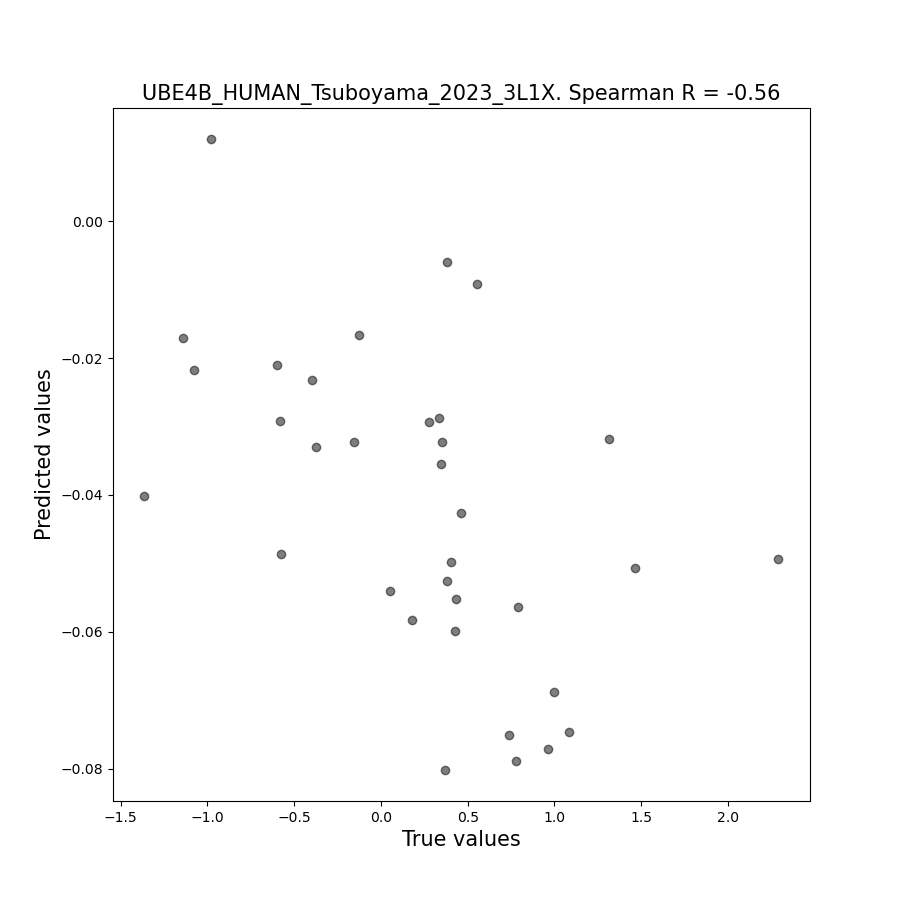 UBE4B_HUMAN_Tsuboyama_2023_3L1X. Spearman R = -0.56
0.00
−0.02
−0.04
−0.06
−0.08
Predicted values
−1.5 −1.0 −0.5 0.0 0.5 1.0 1.5 2.0
True values